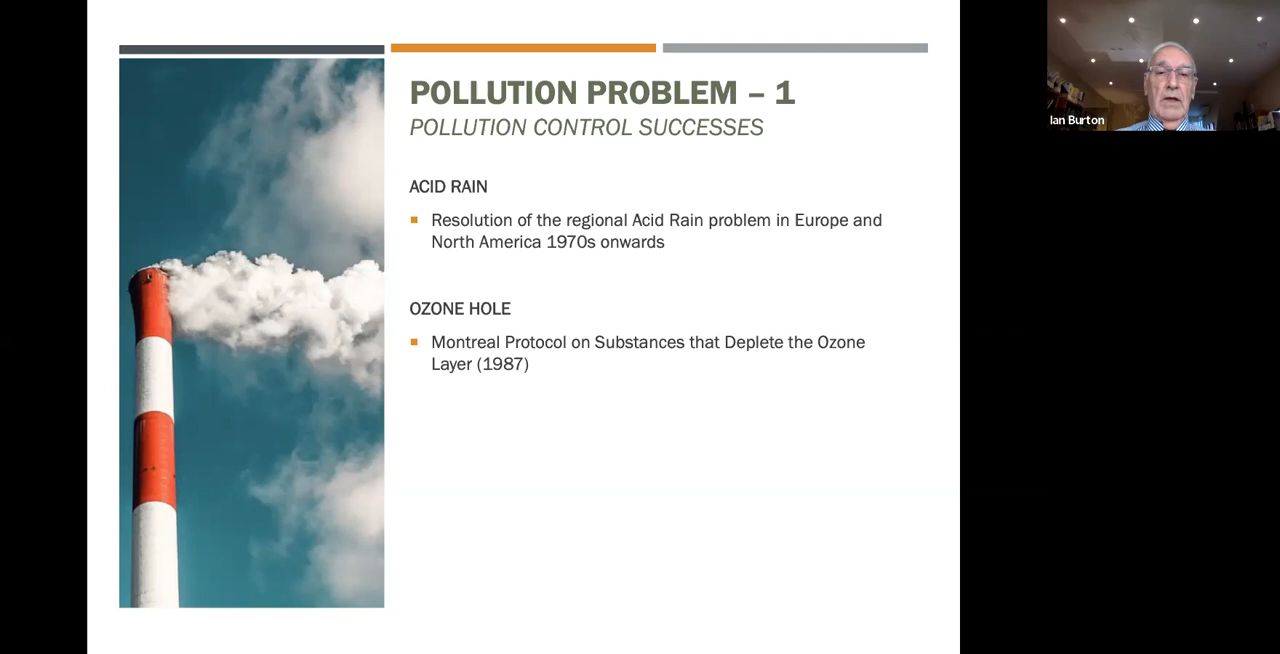 POLLUTION PROBLEM – 1
POLLUTION CONTROL SUCCESSES
ACID RAIN
Resolution of the regional Acid Rain problem in Europe and
North America 1970s onwards
OZONE HOLE
Montreal Protocol on Substances that Deplete the Ozone
Layer (1987)
Ian Burton